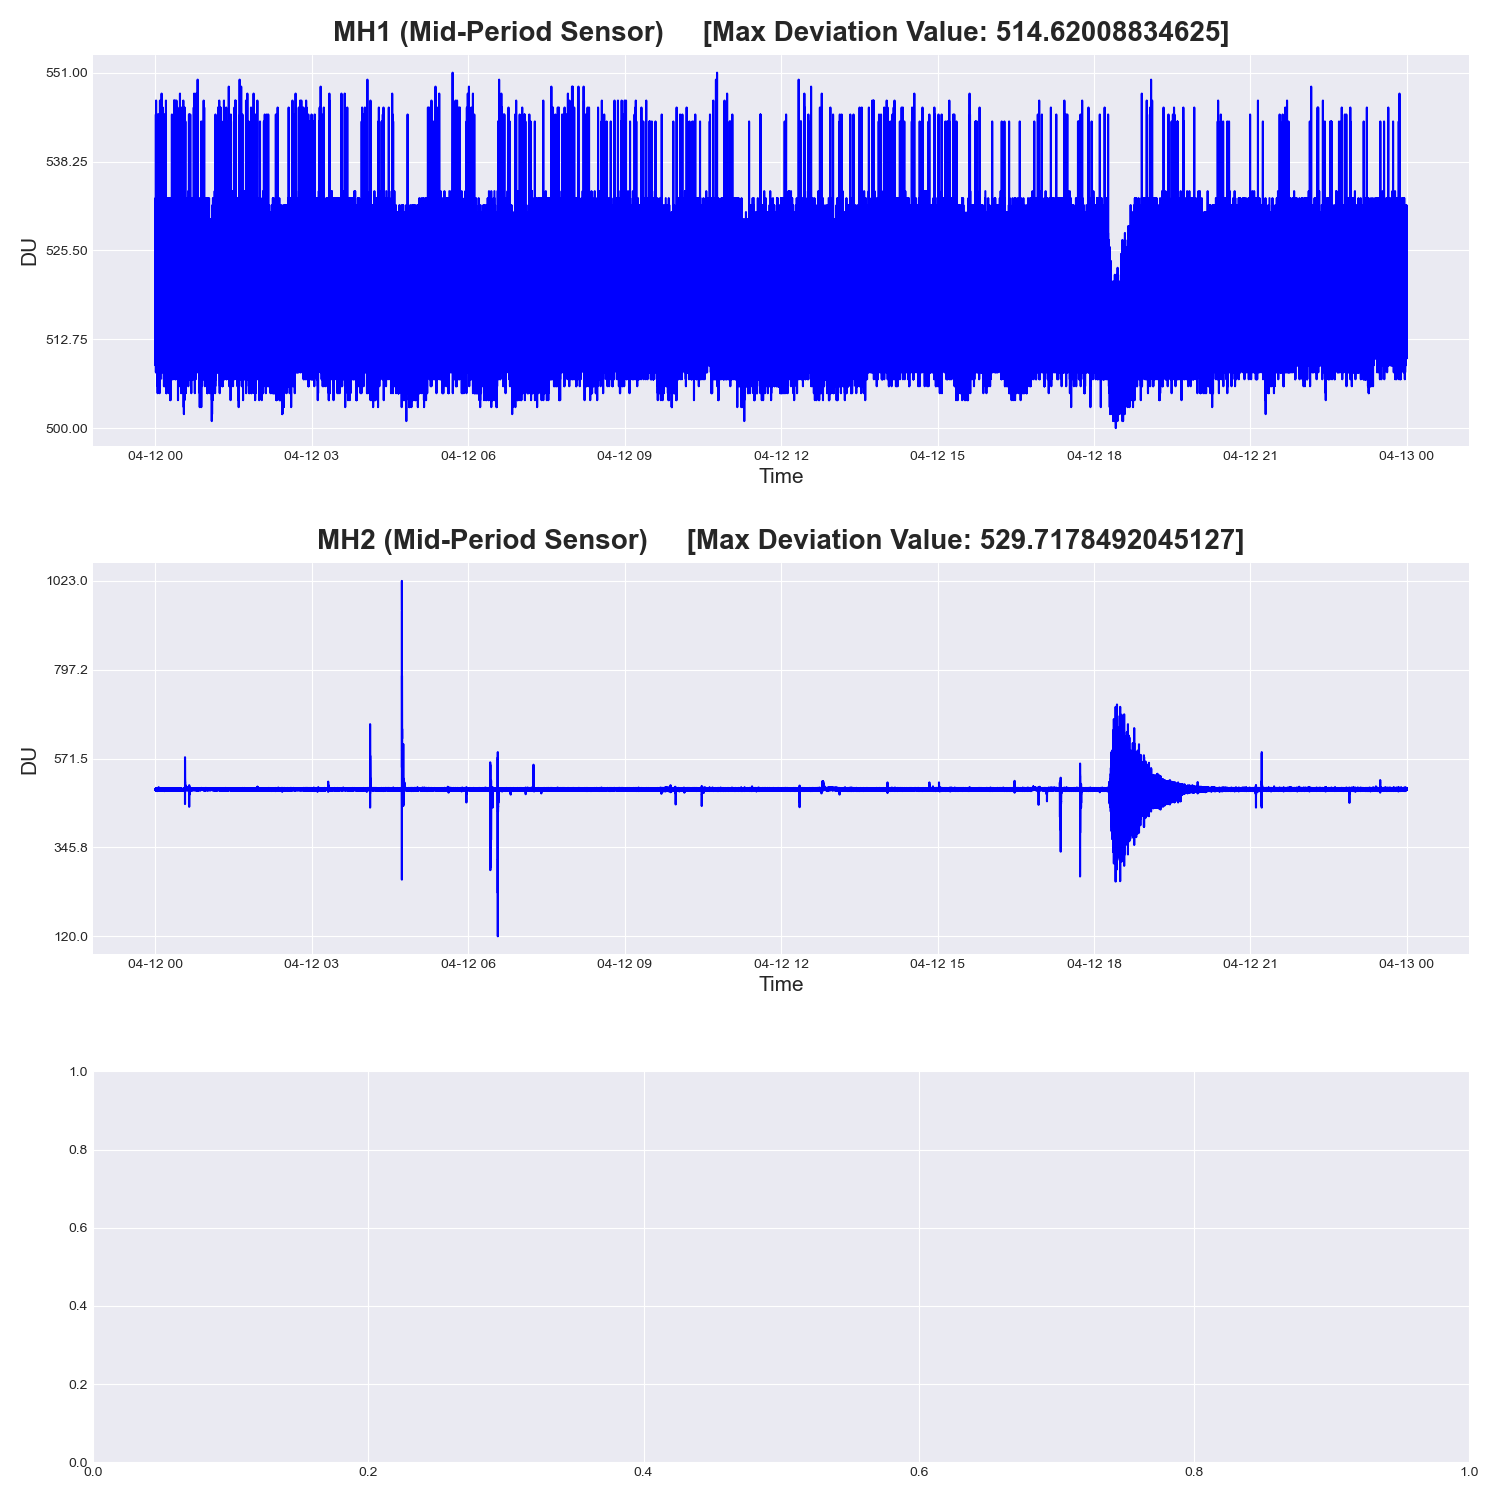 MH1 (Mid-Period Sensor) [Max Deviation Value: 514.62008834625]
551.00
538.25
525.50
512.75
500.00
DU
04-12 00 04-12 03 04-12 06 04-12 09 04-12 12 04-12 15 04-12 18 04-12 21 04-13 00
Time
MH2 (Mid-Period Sensor) [Max Deviation Value: 529.7178492045127]
1023.0
797.2
571.5
345.8
120.0
DU
04-12 00 04-12 03 04-12 06 04-12 09 04-12 12 04-12 15 04-12 18 04-12 21 04-13 00
Time
1.0
0.8
0.6
0.4
0.2
0.0
0.0 0.2 0.4 0.6 0.8 1.0